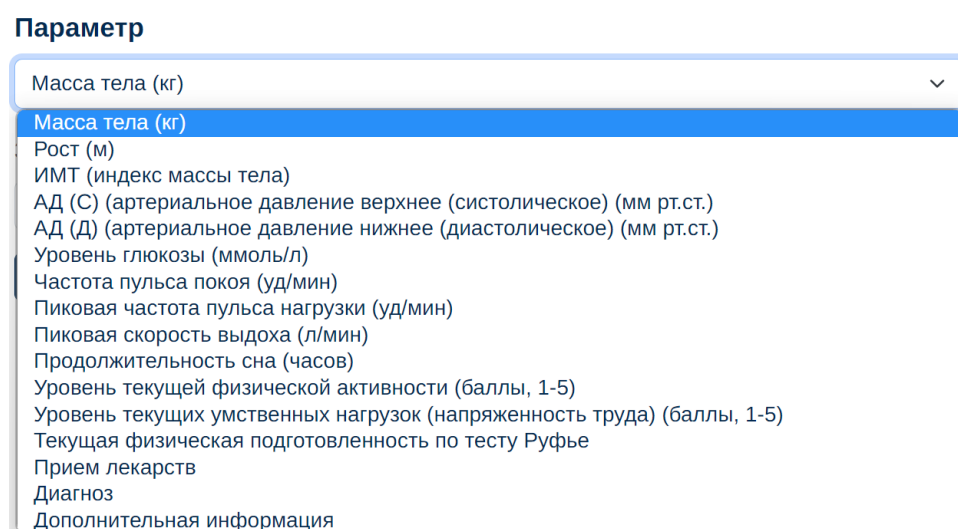 Параметр
Масса тела (кг)
Масса тела (кг)
Рост (м)
ИМТ (индекс массы тела)
АД (С) (артериальное давление верхнее (систолическое) (мм рт.ст.)
АД (Д) (артериальное давление нижнее (диастолическое) (мм рт.ст.)
Уровень глюкозы (ммоль/л)
Частота пульса покоя (уд/мин)
Пиковая частота пульса нагрузки (уд/мин)
Пиковая скорость выдоха (л/мин)
Продолжительность сна (часов)
Уровень текущей физической активности (баллы, 1-5)
Уровень текущих умственных нагрузок (напряженность труда) (баллы, 1-5)
Текущая физическая подготовленность по тесту Руфье
Прием лекарств
Диагноз
Дополнительная информация